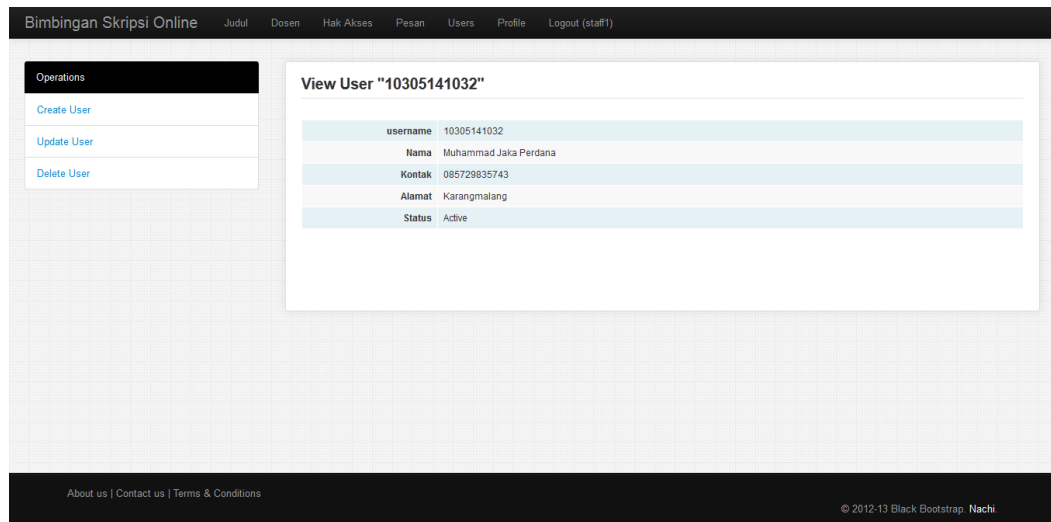 Bimbingan Skripsi Online Judul Dosen Hak Akses Pesan Users Profile Logout (staff1)
Operations
Create User
Update User
Delete User
View User "10305141032"
username 10305141032
Nama Muhammad Jaka Perdana
Kontak 085729835743
Alamat Karangmalang
Status Active
About us | Contact us | Terms & Conditions
© 2012-13 Black Bootstrap. Nachi.